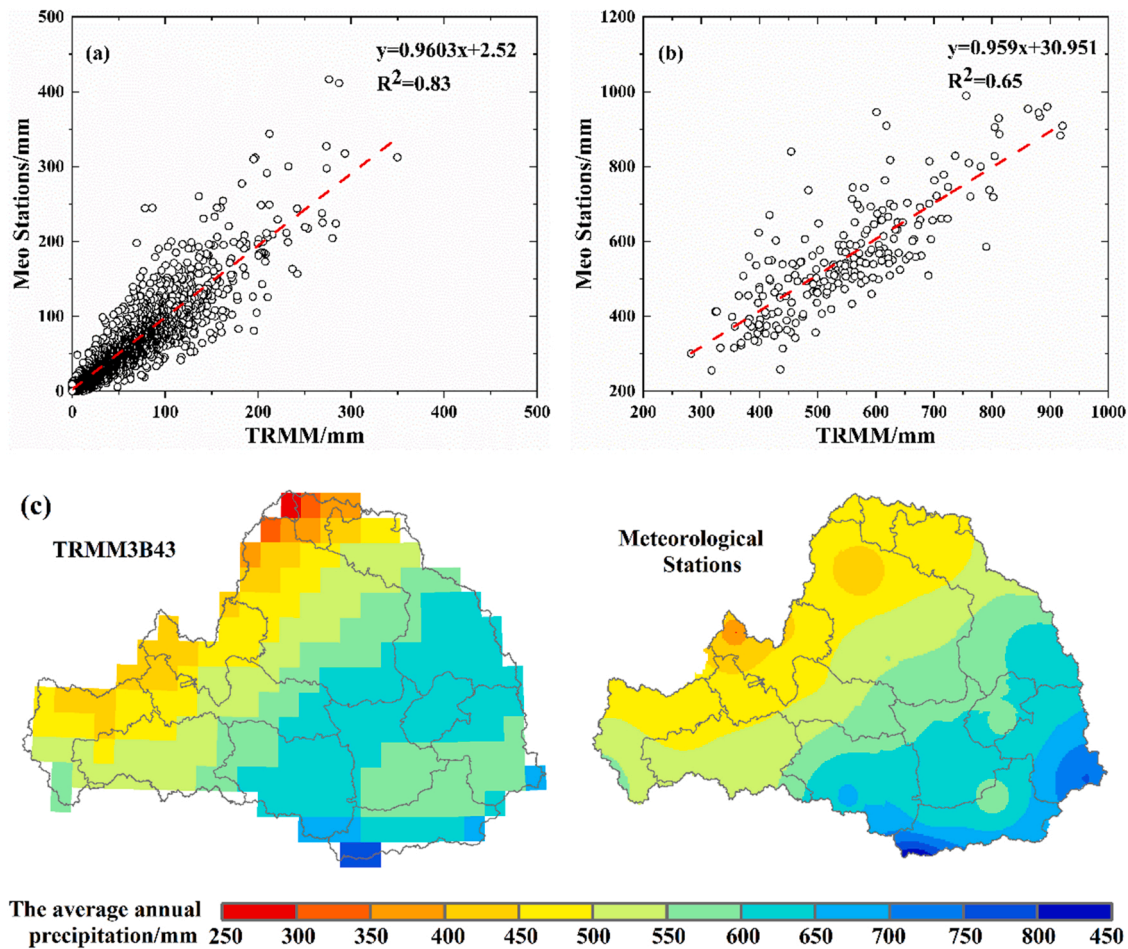 (a)
y=0.9603x+2.52
R²=0.83
500
400
300
200
100
0
Meo Stations/mm
0 100 200 300 400 500
TRMM/mm
(b)
y=0.959x+30.951
R²=0.65
1200
1000
800
600
400
200
Meo Stations/mm
200 300 400 500 600 700 800 900 1000
TRMM/mm
(c)
TRMM3B43
Meteorological
Stations
The average annual
precipitation/mm
250 300 350 400 450 500 550 600 650 700 750 800 450